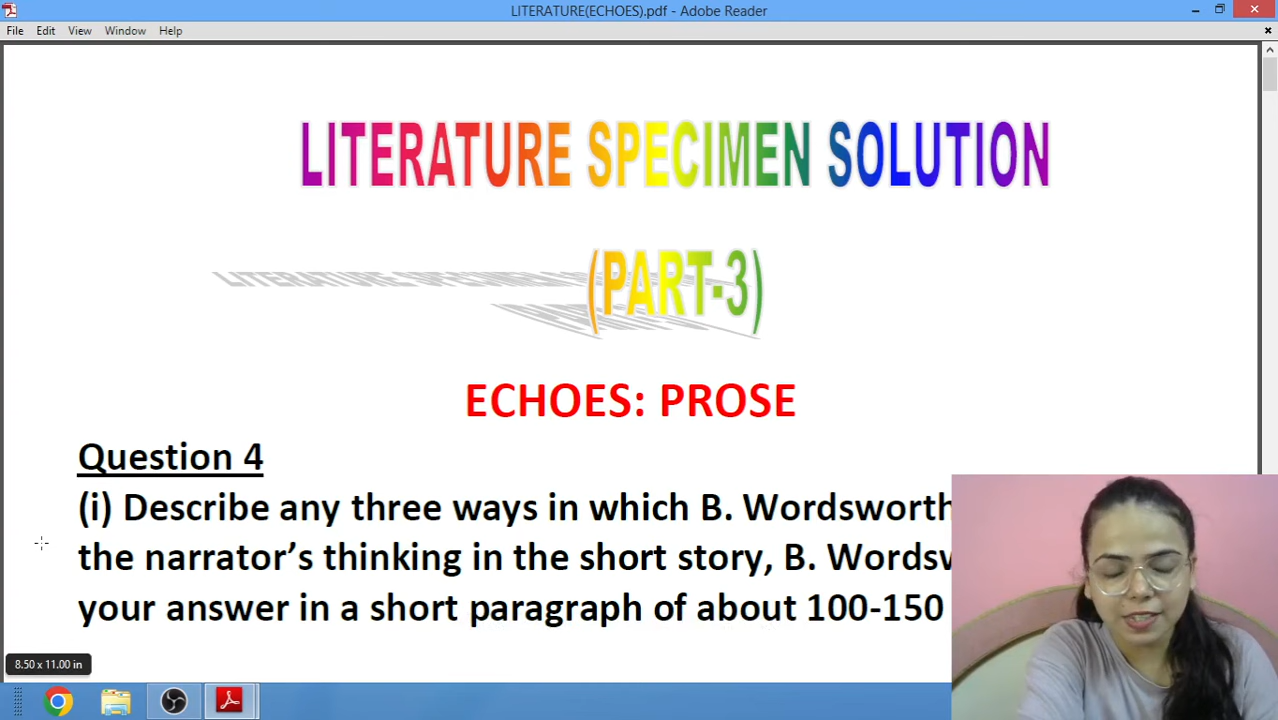 LITERATURE(ECHOES).pdf - Adobe Reader
File Edit View Window Help
LITERATURE SPECIMEN SOLUTION
(PART-3)
ECHOES: PROSE
Question 4
(i) Describe any three ways in which B. Wordsworth
the narrator’s thinking in the short story, B.
your answer in a short paragraph of about 100-150
8.50 x 11.00 in